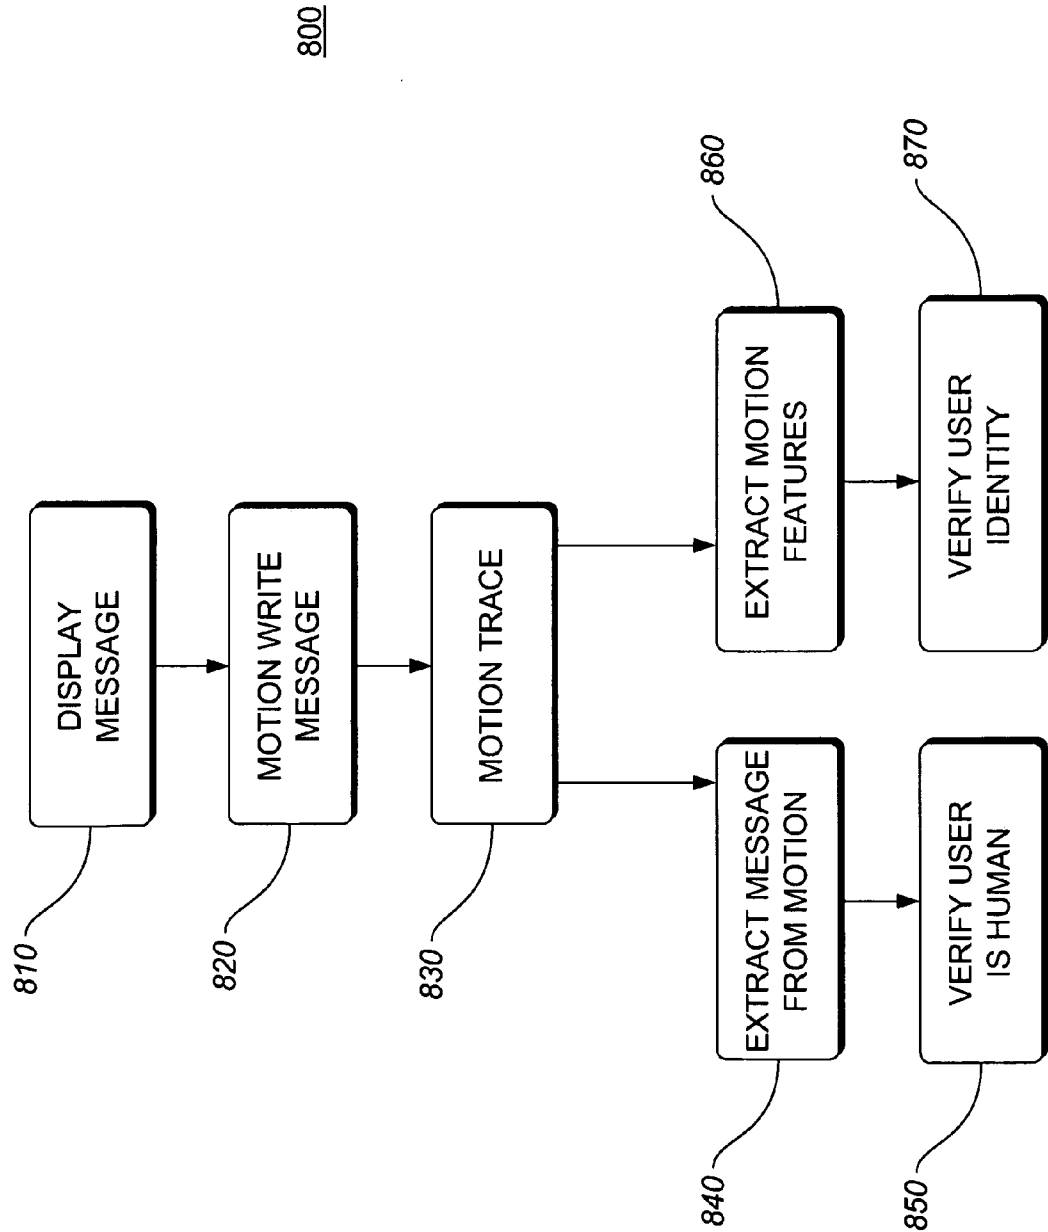 800
810
DISPLAY
MESSAGE
820
MOTION WRITE
MESSAGE
830
MOTION TRACE
840
EXTRACT MESSAGE
FROM MOTION
860
EXTRACT MOTION
FEATURES
850
VERIFY USER
IS HUMAN
870
VERIFY USER
IDENTITY